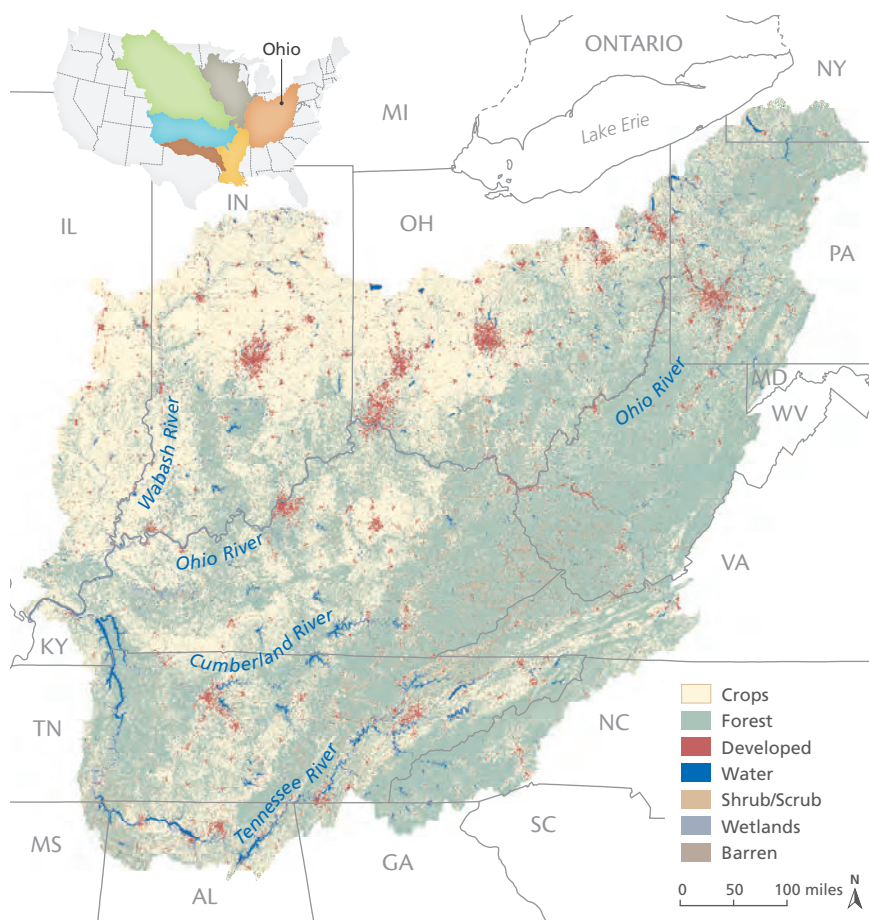 Ohio
ONTARIO
NY
MI
Lake Erie
IN
IL
OH
PA
MD
WV
Ohio River
Wabash River
Ohio River
VA
KY
Cumberland River
TN
NC
Tennessee River
SC
MS
GA
AL
Crops
Forest
Developed
Water
Shrub/Scrub
Wetlands
Barren
0 50 100 miles
N